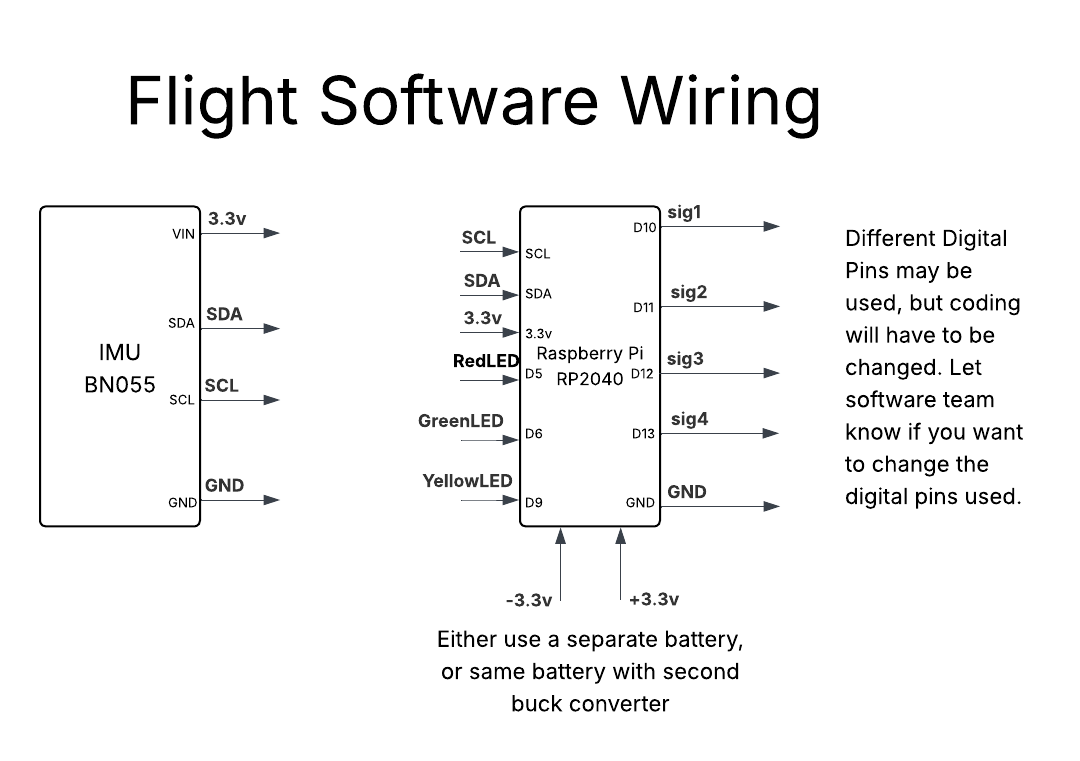 Flight Software Wiring
3.3v
VIN
SDA
SDA
IMU
BN055
SCL
SCL
GND
GND
SCL
SCL
SDA
SDA
3.3v
3.3v
RedLED
D5
GreenLED
D6
YellowLED
D9
Raspberry Pi
RP2040
sig1
D10
sig2
D11
sig3
D12
sig4
D13
GND
GND
-3.3v
+3.3v
Either use a separate battery,
or same battery with second
buck converter
Different Digital
Pins may be
used, but coding
will have to be
changed. Let
software team
know if you want
to change the
digital pins used.